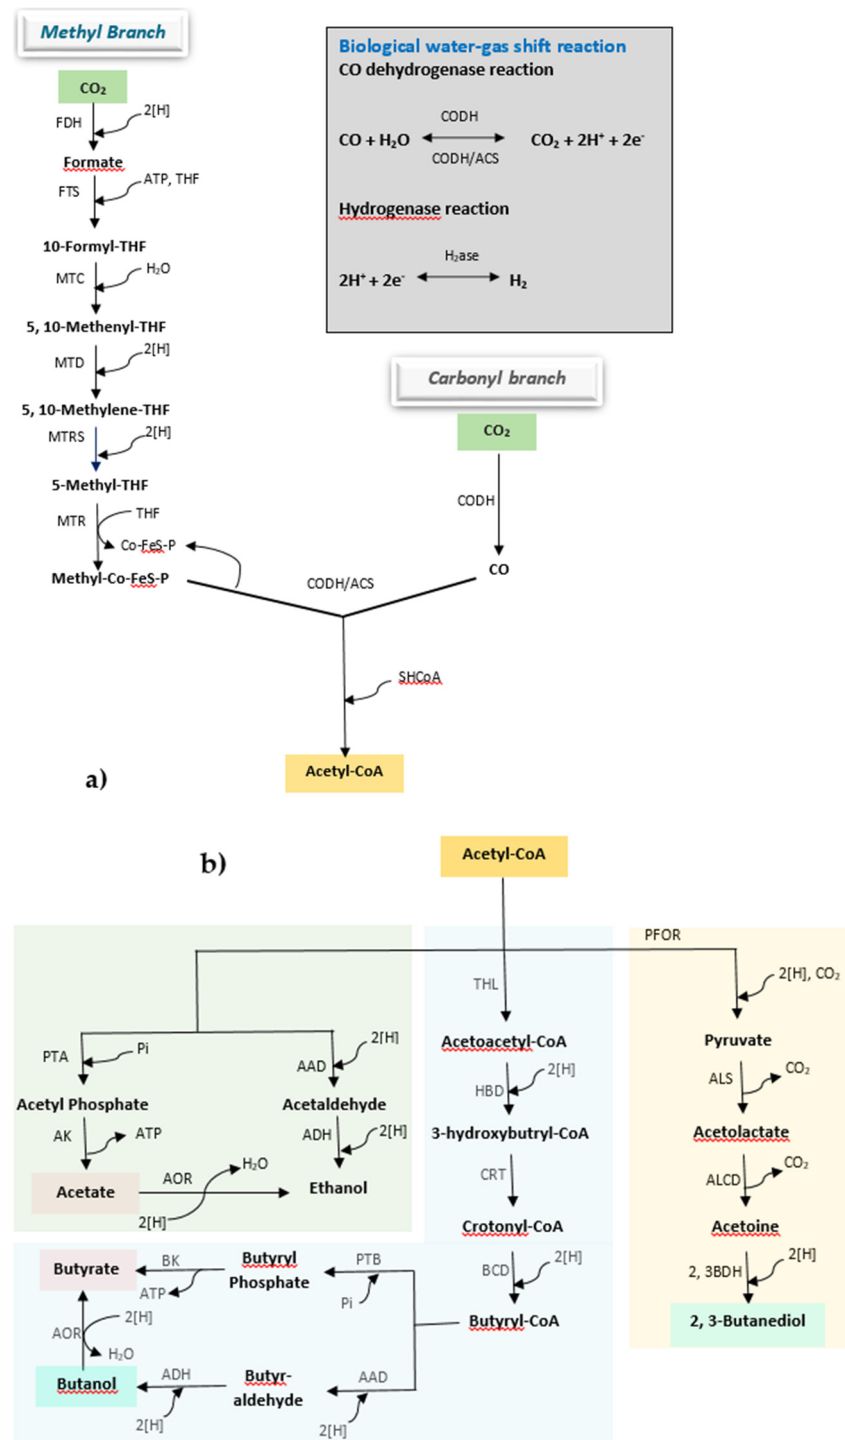 Methyl Branch
CO₂
FDH
2[H]
Formate
FTS
ATP, THF
10-Formyl-THF
MTC
H₂O
5, 10-Methenyl-THF
MTD
2[H]
5, 10-Methylene-THF
MTRS
2[H]
5-Methyl-THF
MTR
THF
Co-FeS-P
Methyl-Co-FeS-P
Biological water-gas shift reaction
CO dehydrogenase reaction
CODH
CO + H₂O
CO₂ + 2H⁺ + 2e⁻
CODH/ACS
Hydrogenase reaction
H₂ase
2H⁺ + 2e⁻
H₂
Carbonyl branch
CO₂
CODH
CO
CODH/ACS
SHCoA
Acetyl-CoA
a)
b)
Acetyl-CoA
PTA
Pi
Acetyl Phosphate
AK
ATP
Acetate
AOR
H₂O
2[H]
AAD
2[H]
Acetaldehyde
ADH
2[H]
Ethanol
THL
Acetoacetyl-CoA
HBD
2[H]
3-hydroxybutryl-CoA
CRT
Crotonyl-CoA
BCD
2[H]
Butyryl-CoA
PTB
Pi
Butyryl
Phosphate
BK
ATP
Butyrate
AOR
2[H]
H₂O
Butanol
ADH
2[H]
Butyr-
aldehyde
AAD
2[H]
PFOR
2[H], CO₂
Pyruvate
ALS
CO₂
Acetolactate
ALCD
CO₂
Acetoine
2, 3BDH
2[H]
2, 3-Butanediol